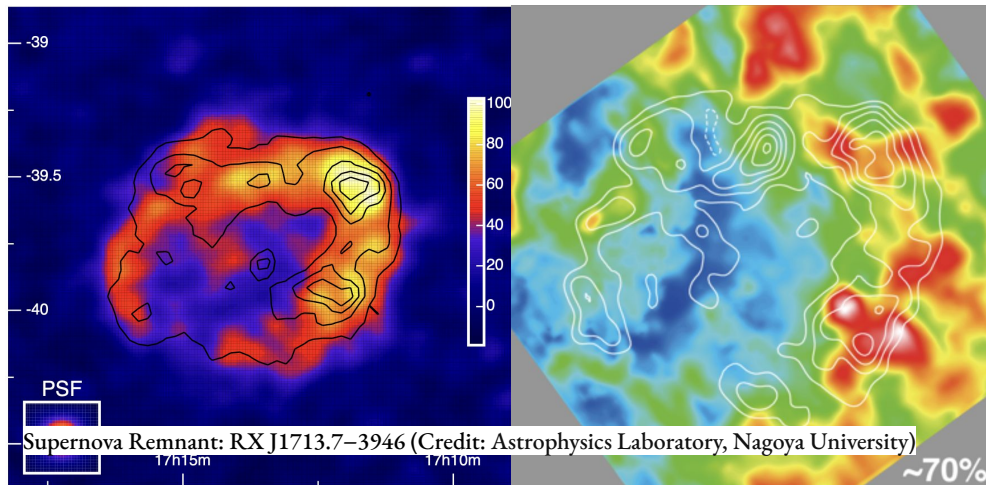 -39
100
80
-39.5
60
40
20
-40
0
PSF
Supernova Remnant: RX J1713.7–3946 (Credit: Astrophysics Laboratory, Nagoya University)
17h15m
17h10m
~70%